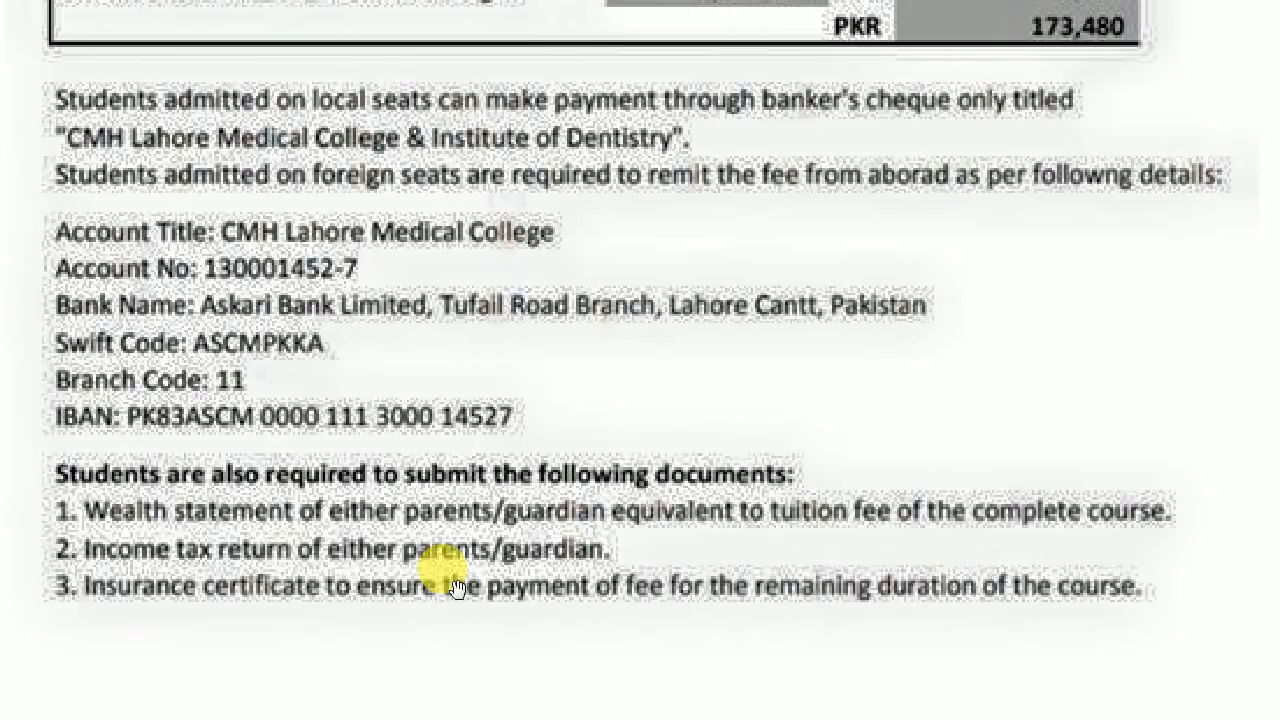 PKR 173,480
Students admitted on local seats can make payment through banker's cheque only titled
"CMH Lahore Medical College & Institute of Dentistry".
Students admitted on foreign seats are required to remit the fee from aborad as per followng details:
Account Title: CMH Lahore Medical College
Account No: 130001452-7
Bank Name: Askari Bank Limited, Tufail Road Branch, Lahore Cantt, Pakistan
Swift Code: ASCMPKKA
Branch Code: 11
IBAN: PK83ASCM 0000 111 3000 14527
Students are also required to submit the following documents:
1. Wealth statement of either parents/guardian equivalent to tuition fee of the complete course.
2. Income tax return of either parents/guardian.
3. Insurance certificate to ensure the payment of fee for the remaining duration of the course.